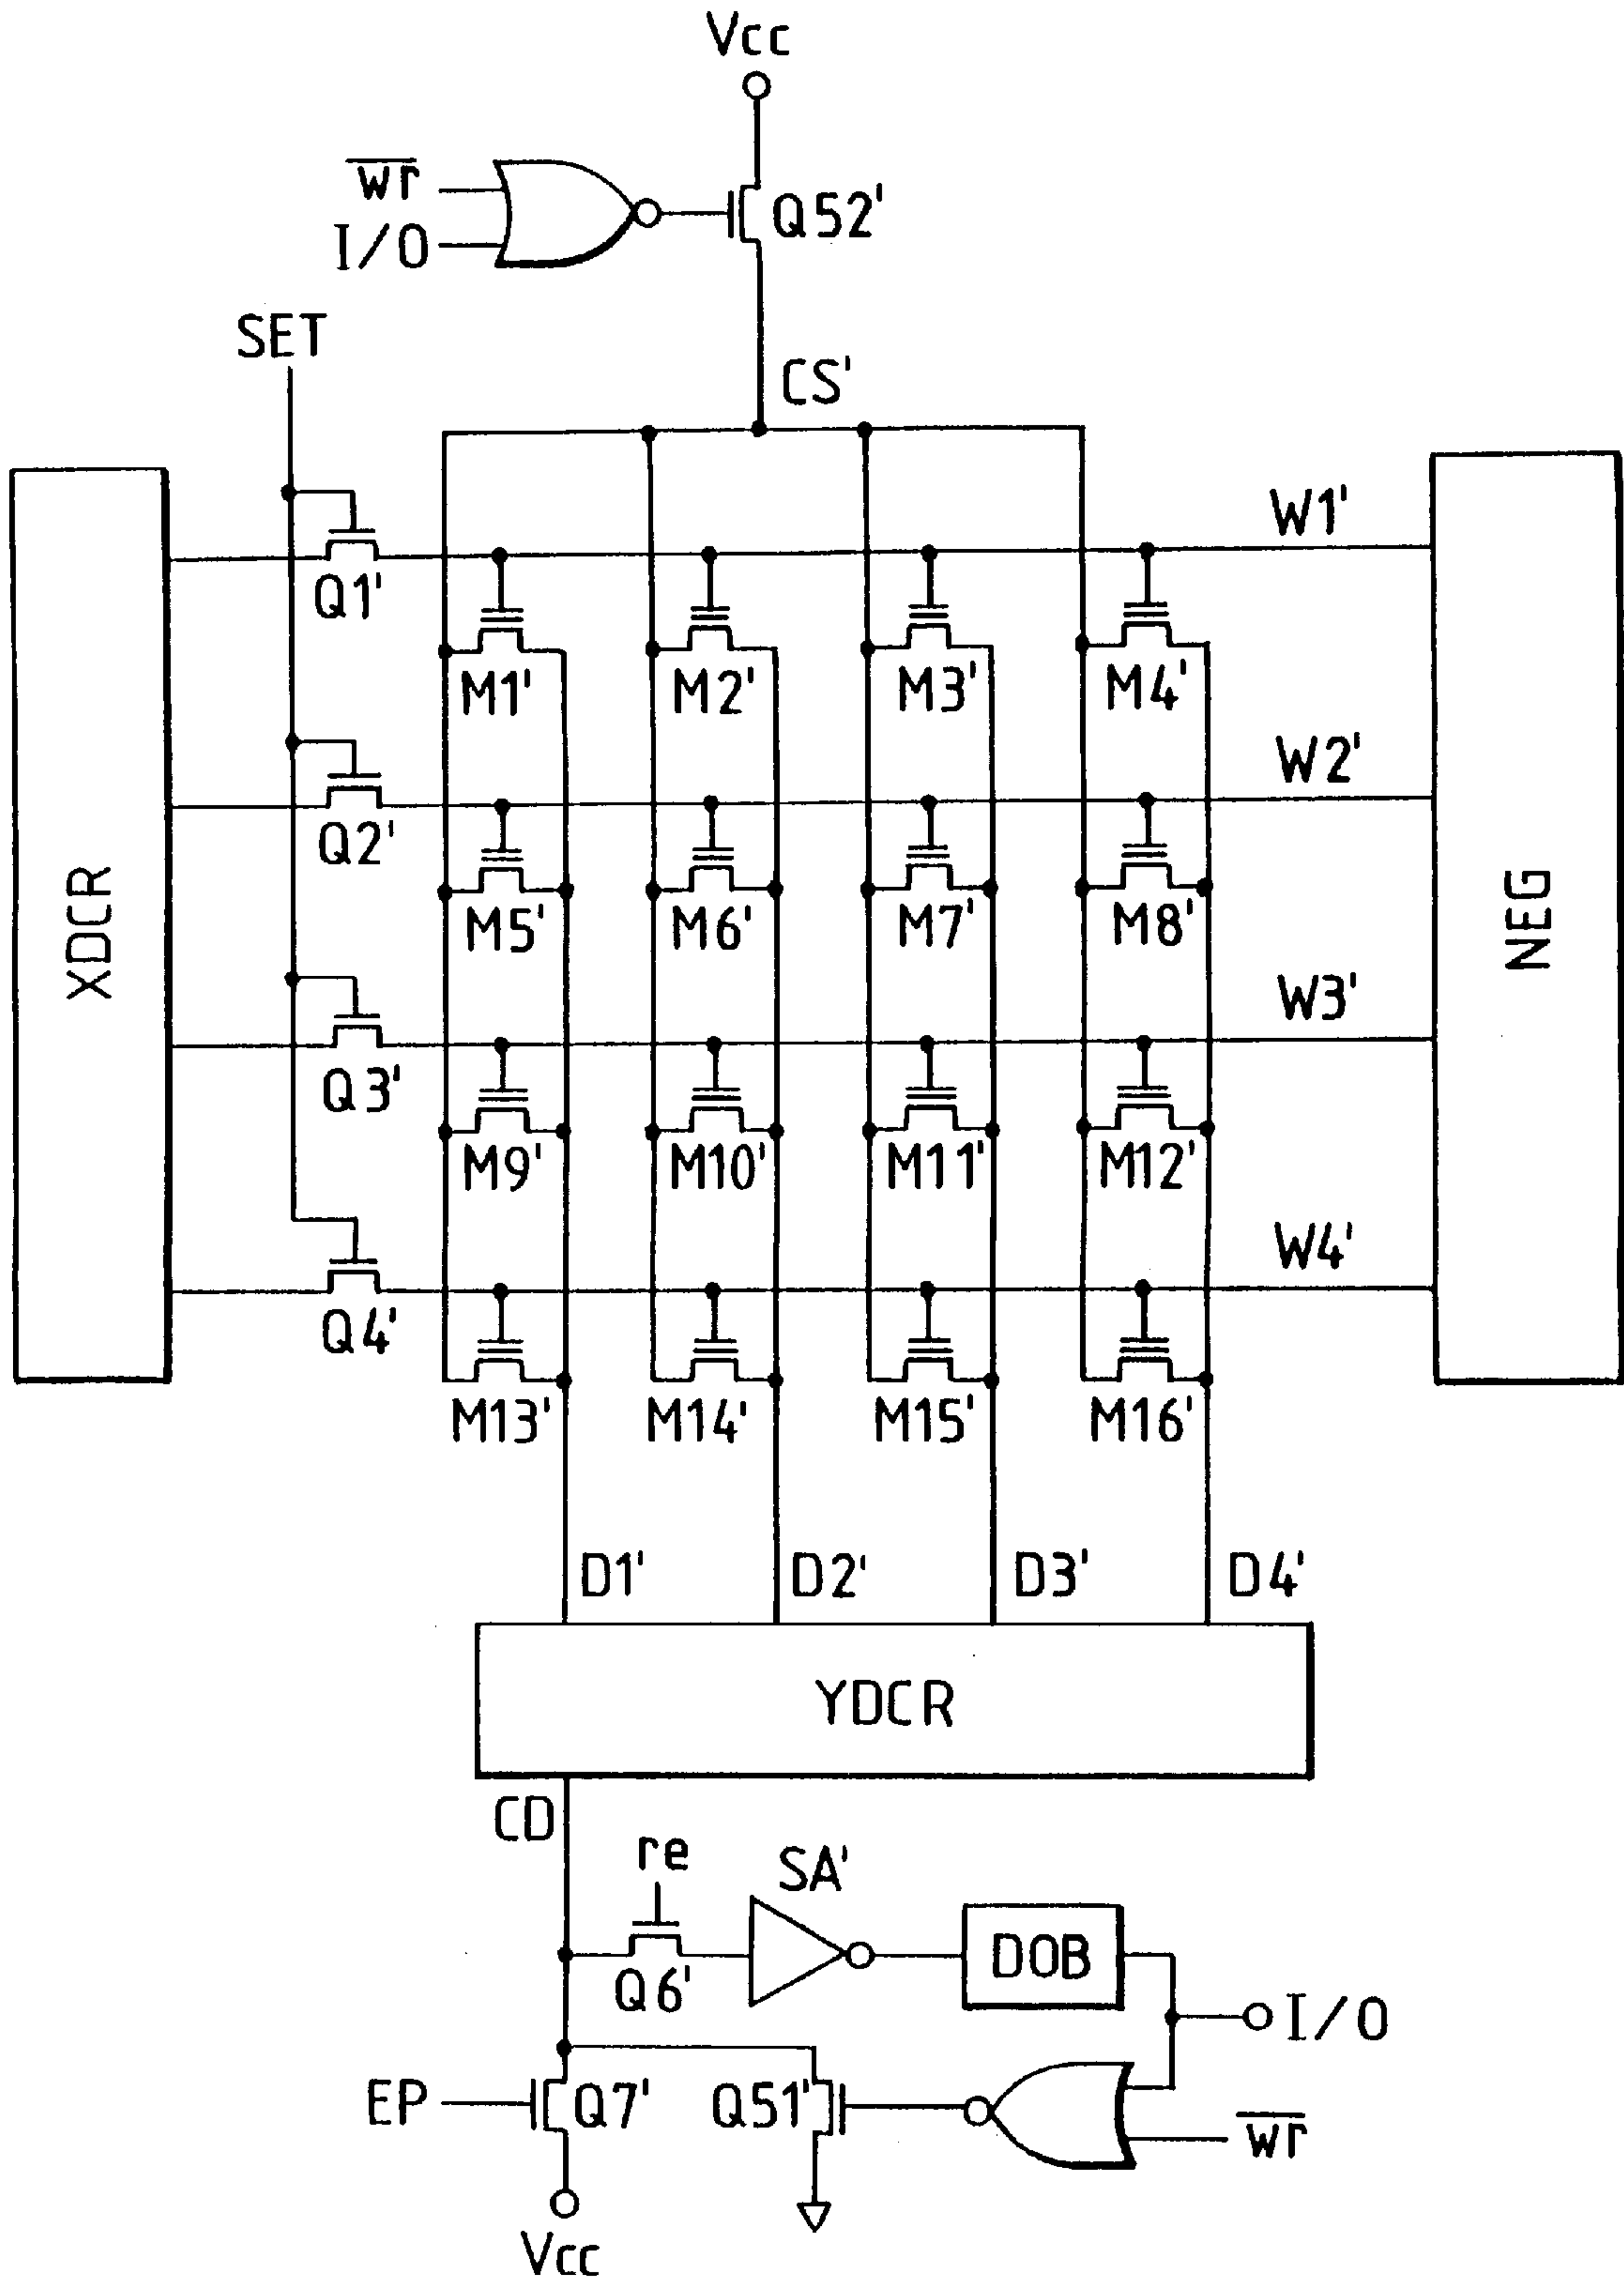 Vcc
w̅r̅
I/O
Q52'
SET
CS'
W1'
Q1'
M1' M2' M3' M4'
W2'
Q2'
XDCR
NEG
M5' M6' M7' M8'
W3'
Q3'
M9' M10' M11' M12'
W4'
Q4'
M13' M14' M15' M16'
D1' D2' D3' D4'
YDCR
CD
re
SA'
DOB
Q6'
I/O
EP
Q7'
Q51'
w̅r̅
Vcc